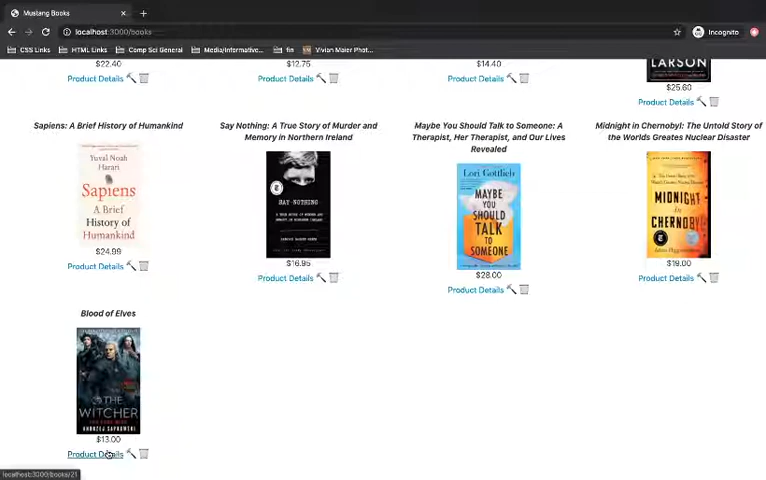 Mustang Books
localhost:3000/books
Incognito
CSS Links
HTML Links
Comp Sci General
Media/Informative...
fin
Vivian Maier Phot...
$22.40
$12.75
$14.40
LARSON
$25.60
Product Details
Product Details
Product Details
Product Details
Sapiens: A Brief History of Humankind
Say Nothing: A True Story of Murder and
Memory in Northern Ireland
Maybe You Should Talk to Someone: A
Therapist, Her Therapist, and Our Lives
Revealed
Midnight in Chernobyl: The Untold Story of
the Worlds Greatest Nuclear Disaster
Yuval Noah
Harari
Sapiens
A Brief
History of
Humankind
SAY NOTHING
Lori Gottlieb
MAYBE
YOU
SHOULD
TALK
TO
SOMEONE
MIDNIGHT
in
CHERNOBYL
$24.99
$16.95
$28.00
$19.00
Product Details
Product Details
Product Details
Product Details
Blood of Elves
THE
WITCHER
ANDRZEJ SAPKOWSKI
$13.00
Product Details
localhost:3000/books/21